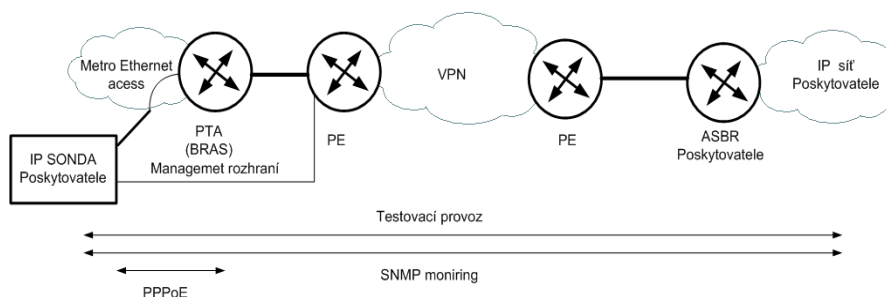 Metro Ethernet
acess
VPN
IP síť
Poskytovatele
PTA
(BRAS)
Managemet rozhraní
PE
PE
ASBR
Poskytovatele
IP SONDA
Poskytovatele
Testovací provoz
SNMP moniring
PPPoE